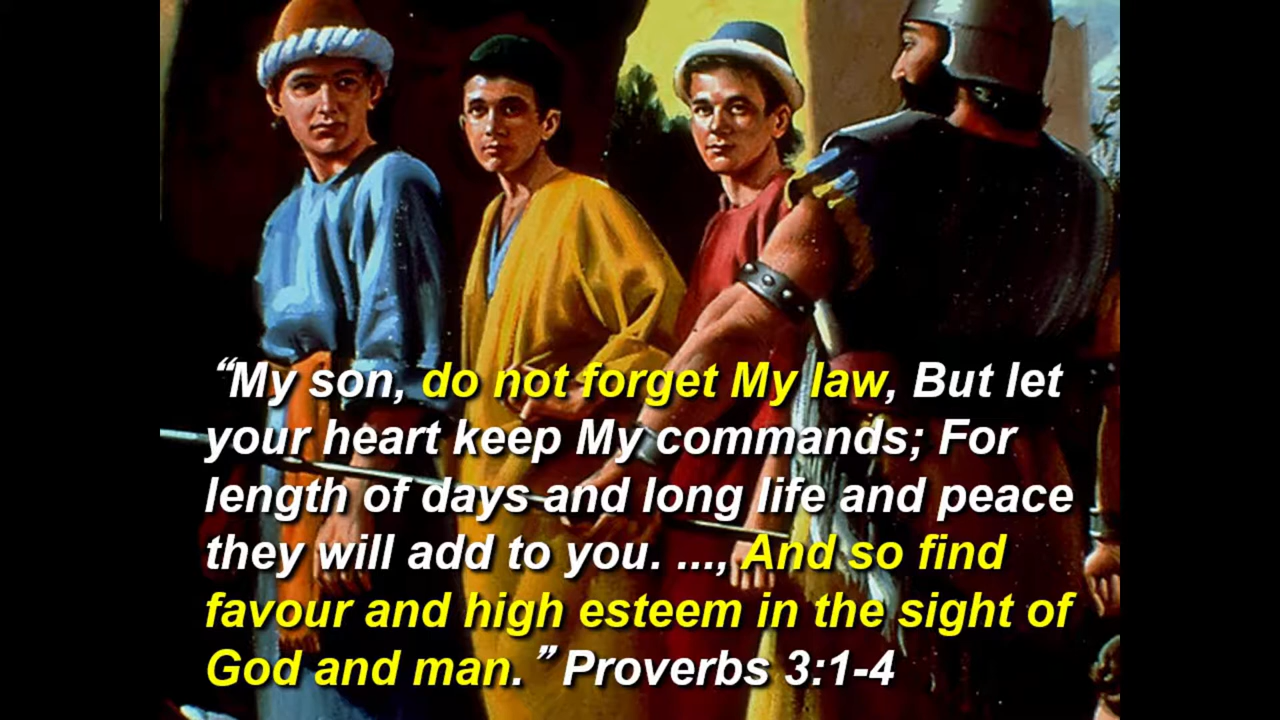 “My son, do not forget My law, But let
your heart keep My commands; For
length of days and long life and peace
they will add to you. ..., And so find
favour and high esteem in the sight of
God and man.” Proverbs 3:1-4